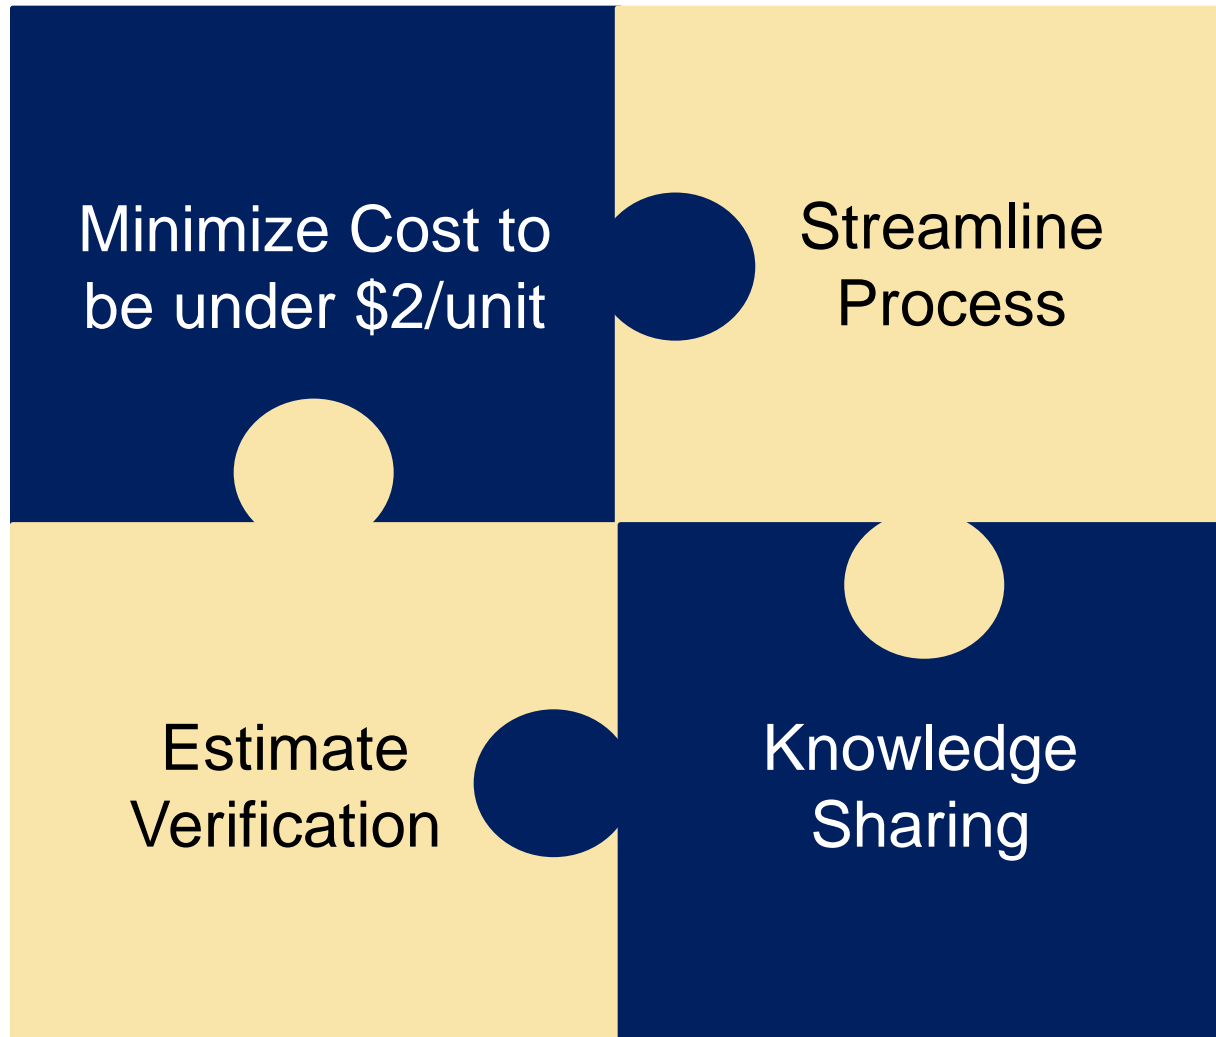 Minimize Cost to
be under $2/unit
Streamline
Process
Estimate
Verification
Knowledge
Sharing